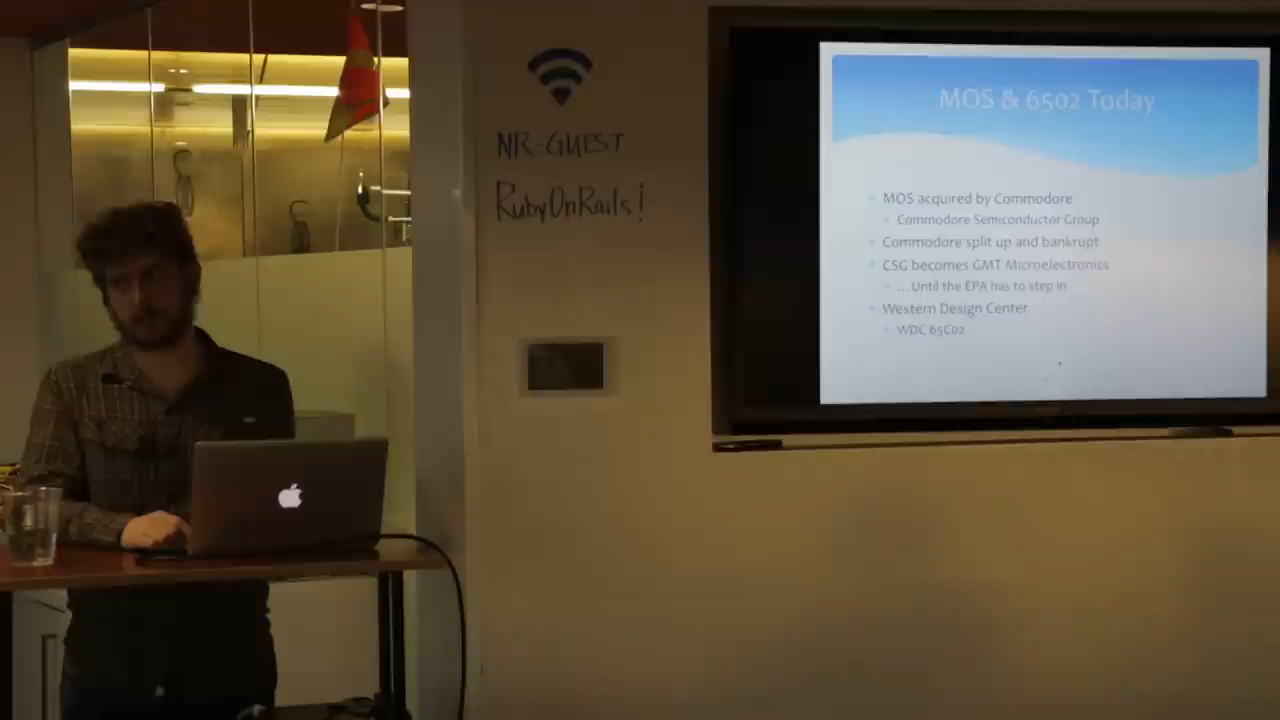 NR-GUEST
RubyOnRails!
MOS & 6502 Today
MOS acquired by Commodore
Commodore Semiconductor Group
Commodore split up and bankrupt
CSG becomes GMT Microelectronics
... Until the EPA has to step in
Western Design Center
WDC 65C02